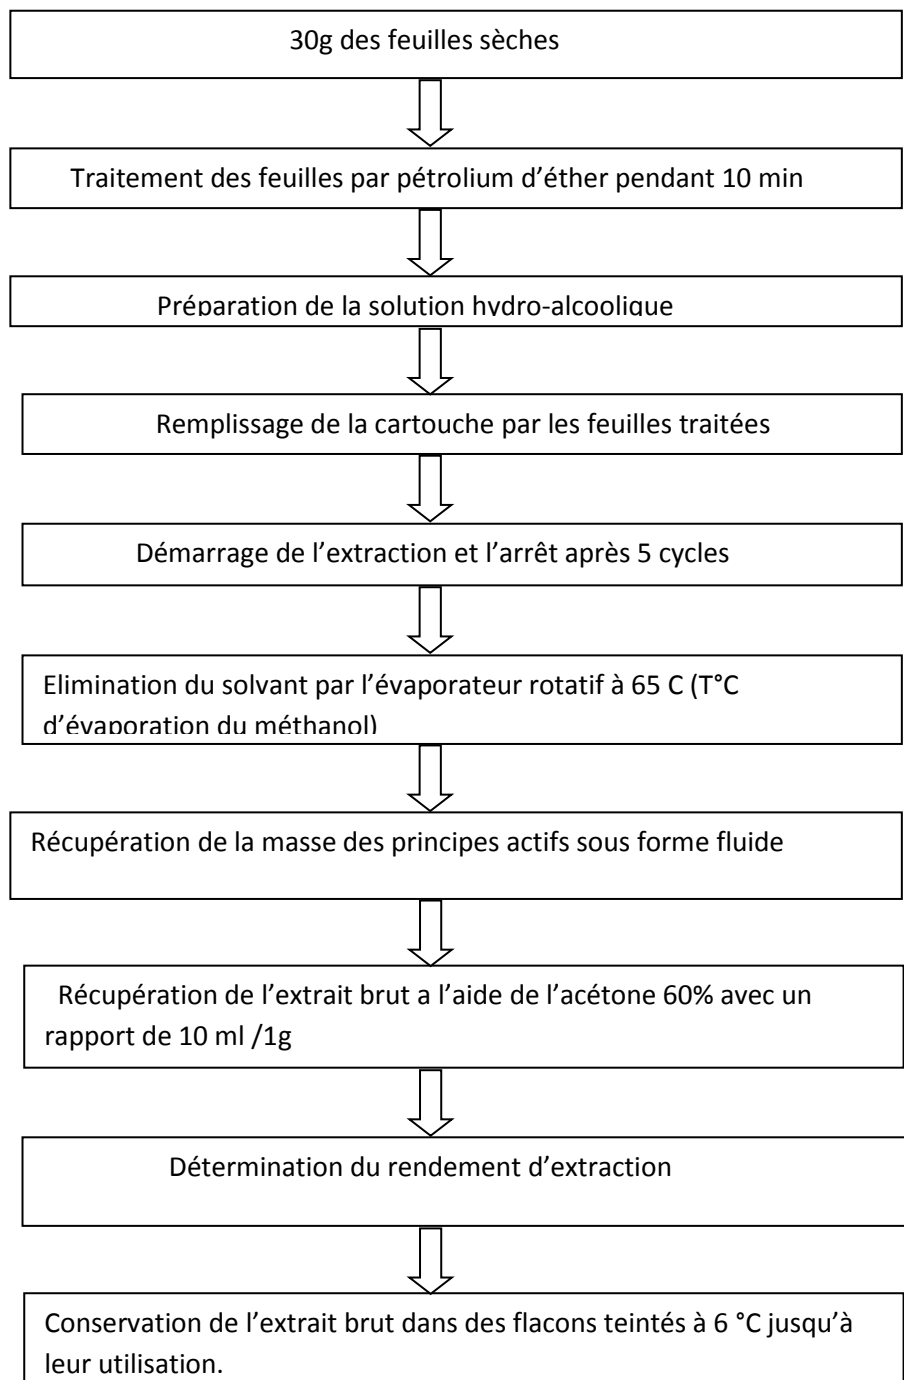 30g des feuilles sèches
Traitement des feuilles par pétrolium d’éther pendant 10 min
Préparation de la solution hydro-alcoolique
Remplissage de la cartouche par les feuilles traitées
Démarrage de l’extraction et l’arrêt après 5 cycles
Elimination du solvant par l’évaporateur rotatif à 65 C (T°C
d’évaporation du méthanol)
Récupération de la masse des principes actifs sous forme fluide
Récupération de l’extrait brut a l’aide de l’acétone 60% avec un
rapport de 10 ml /1g
Détermination du rendement d’extraction
Conservation de l’extrait brut dans des flacons teintés à 6 °C jusqu’à
leur utilisation.